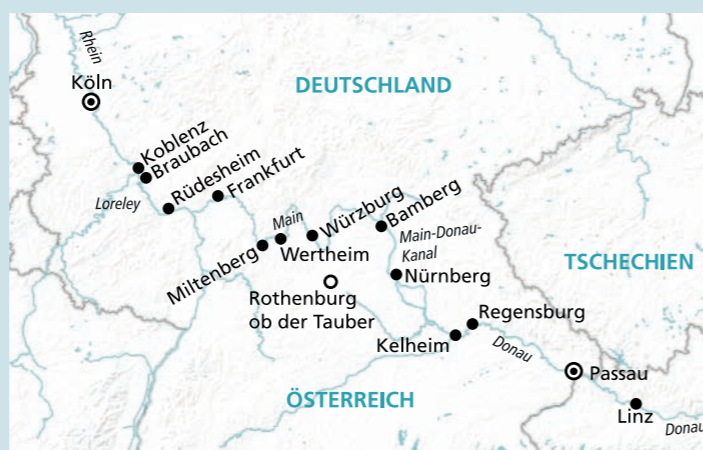 Rhein
Köln
DEUTSCHLAND
Koblenz
Braubach
Rüdesheim
Frankfurt
Loreley
Main
Würzburg
Bamberg
Miltenberg
Wertheim
Main-Donau-
Kanal
TSCHECHIEN
Nürnberg
Rothenburg
ob der Tauber
Regensburg
Kelheim
Donau
Passau
ÖSTERREICH
Linz
Donau